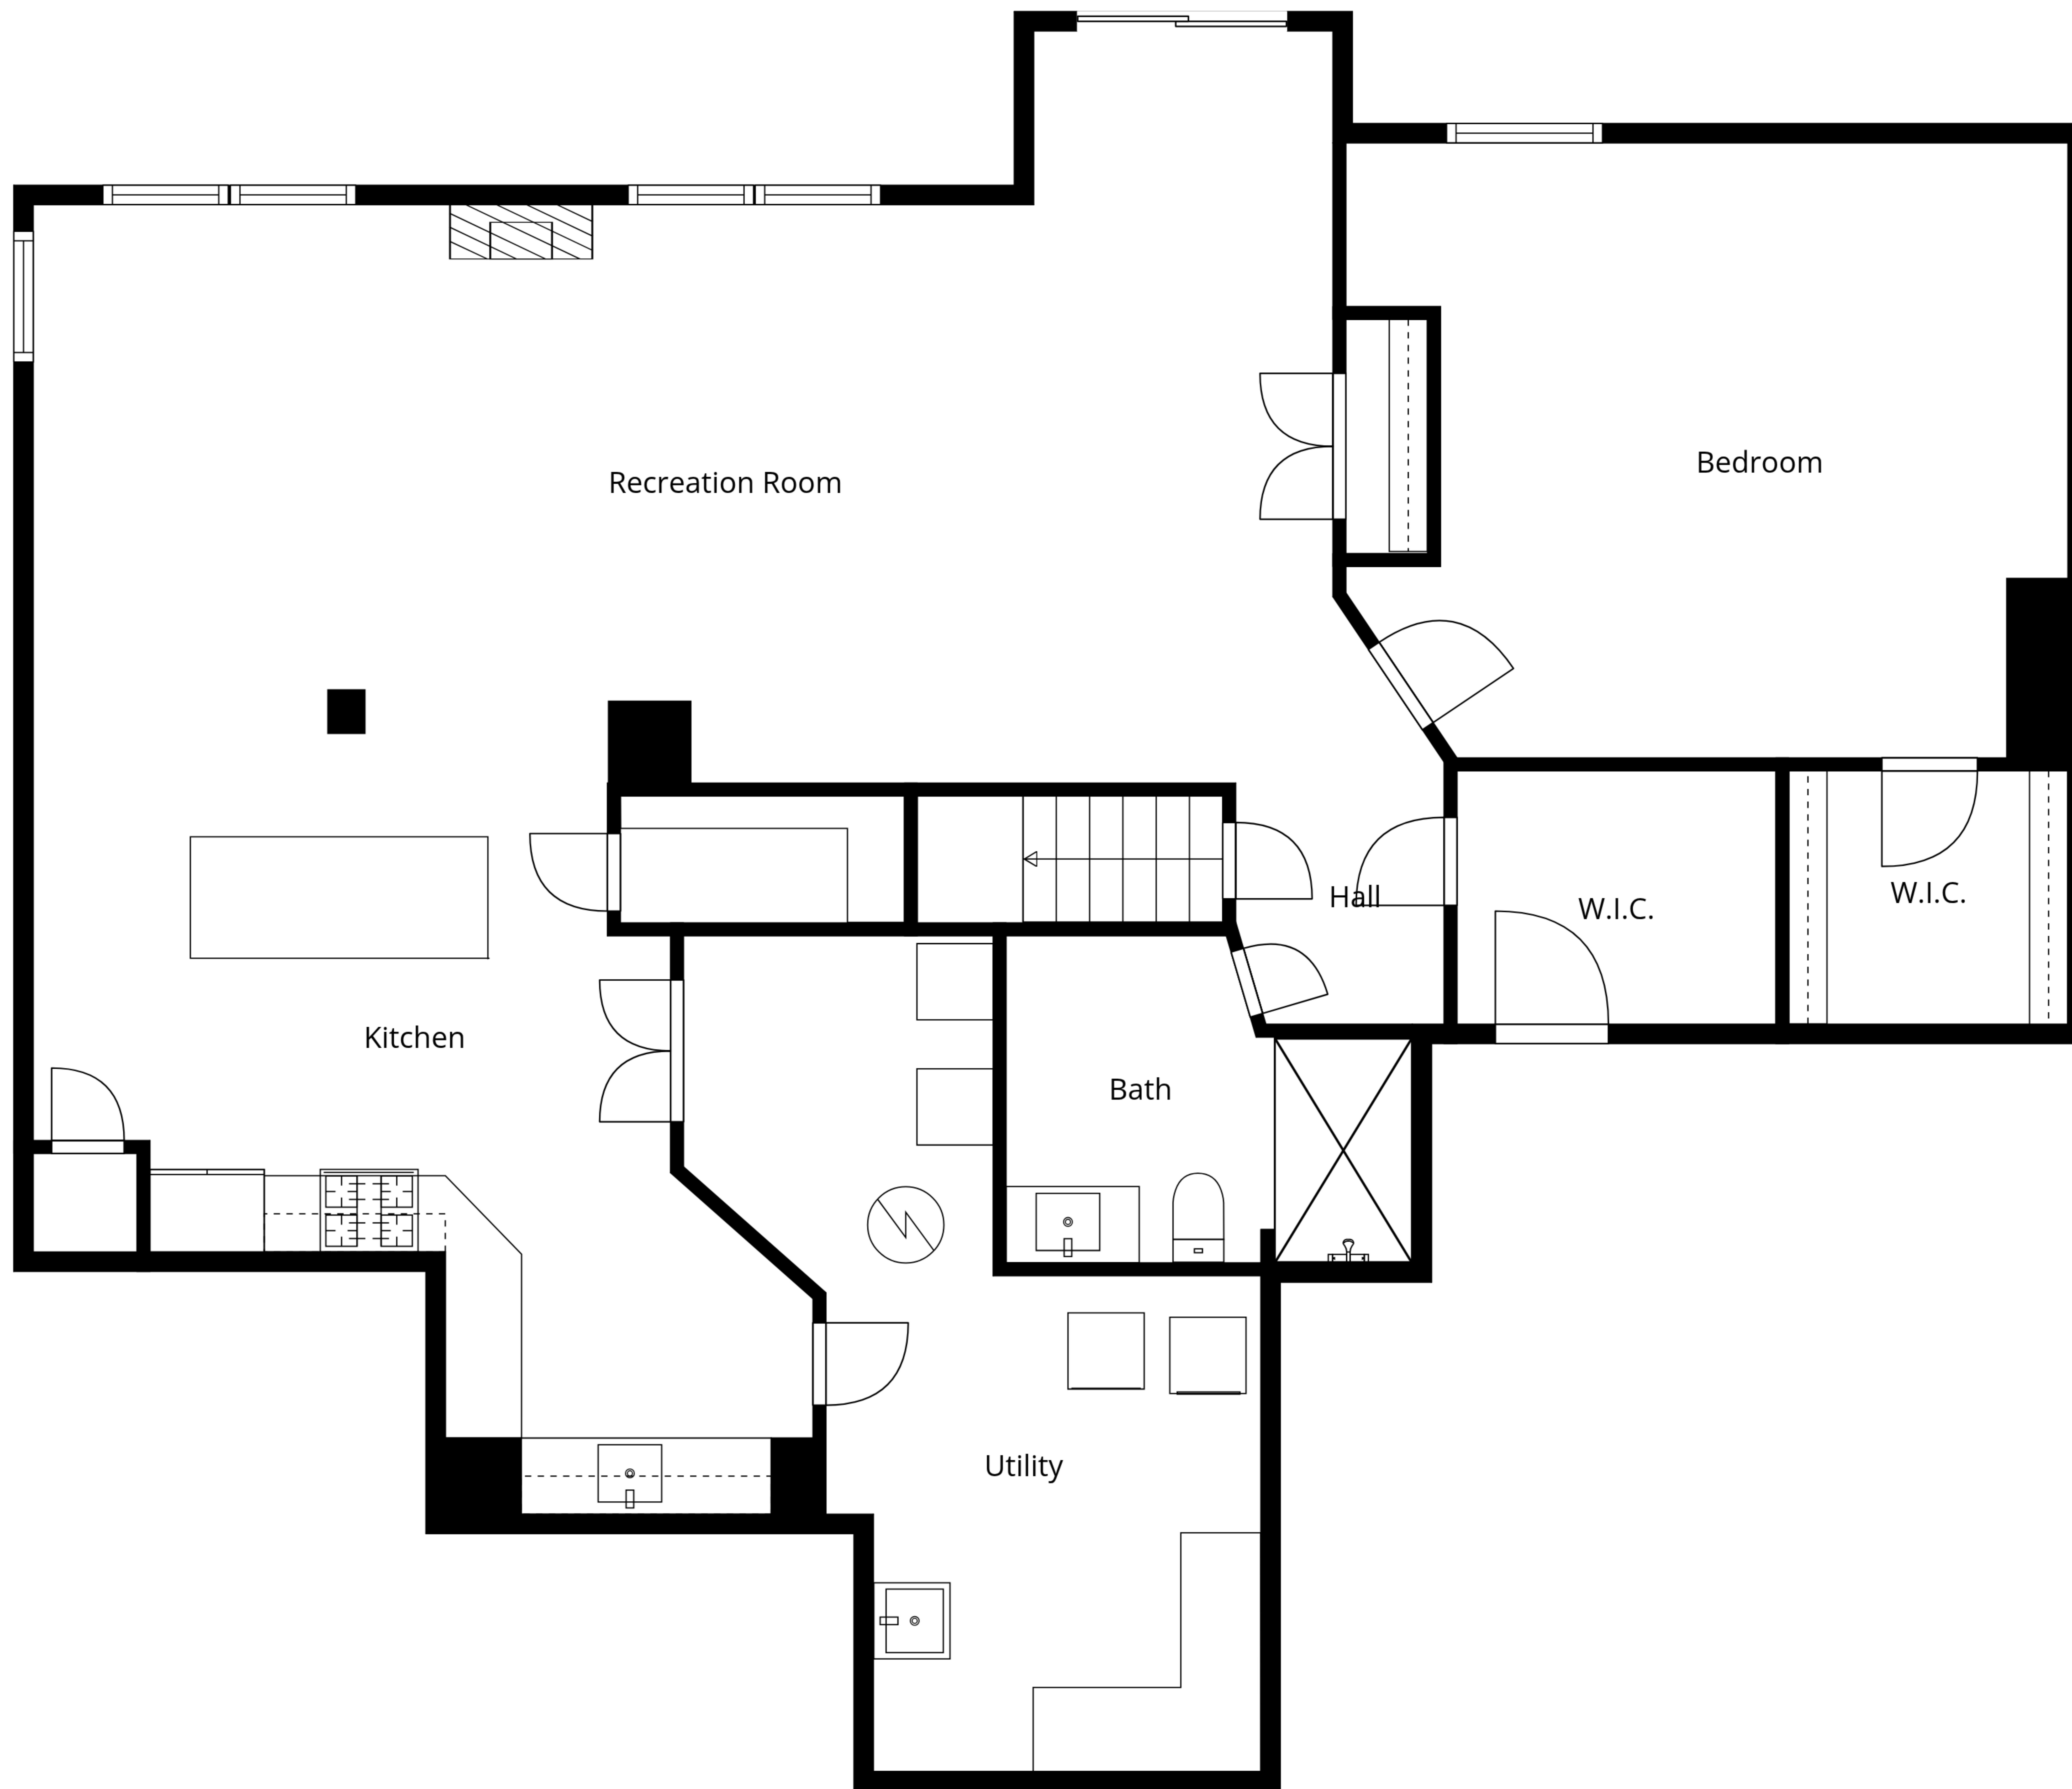 Bedroom
Recreation Room
Hall
W.I.C.
W.I.C.
Kitchen
Bath
Utility